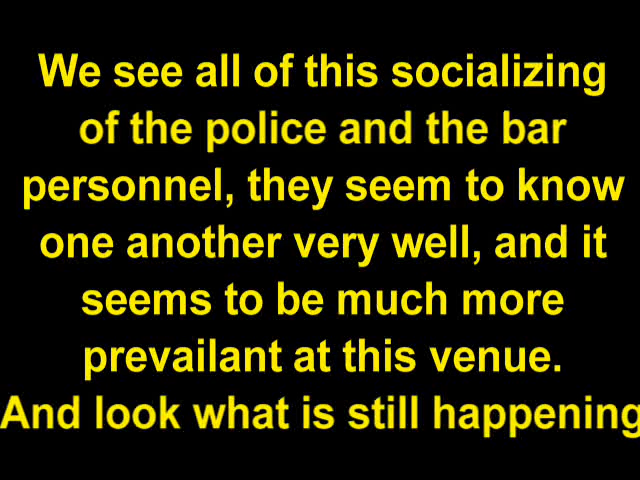 We see all of this socializing
of the police and the bar
personnel, they seem to know
one another very well, and it
seems to be much more
prevailant at this venue.
And look what is still happening